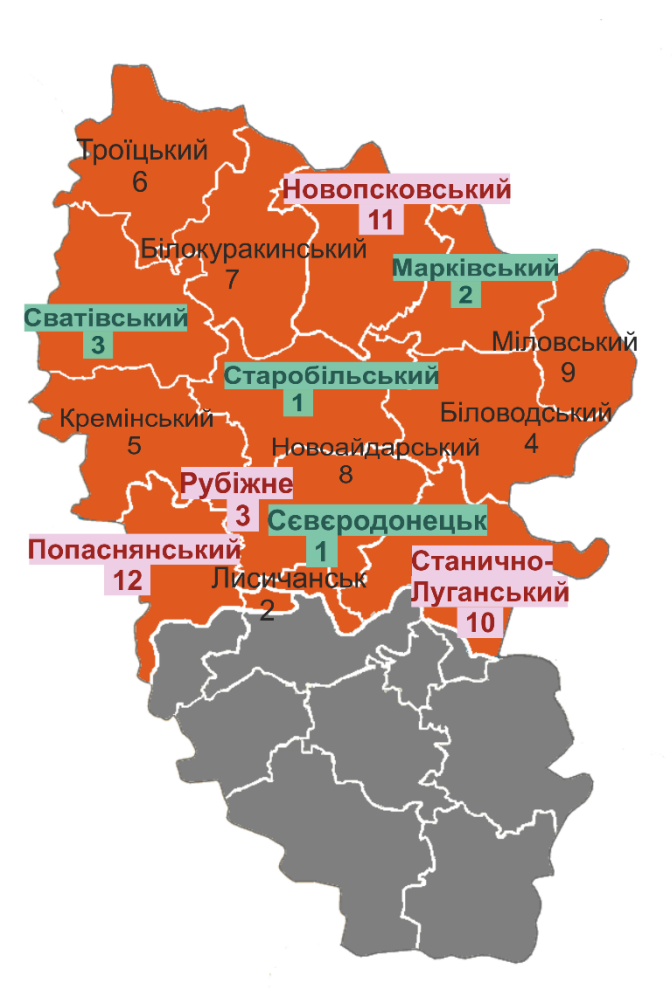 Троїцький
6
Новопсковський
11
Білокуракинський
7
Марківський
2
Сватівський
3
Міловський
9
Старобільський
1
Біловодський
4
Кремінський
5
Новоайдарський
8
Рубіжне
3
Сєвєродонецьк
1
Попаснянський
12
Станично-
Луганський
10
Лисичанськ
2